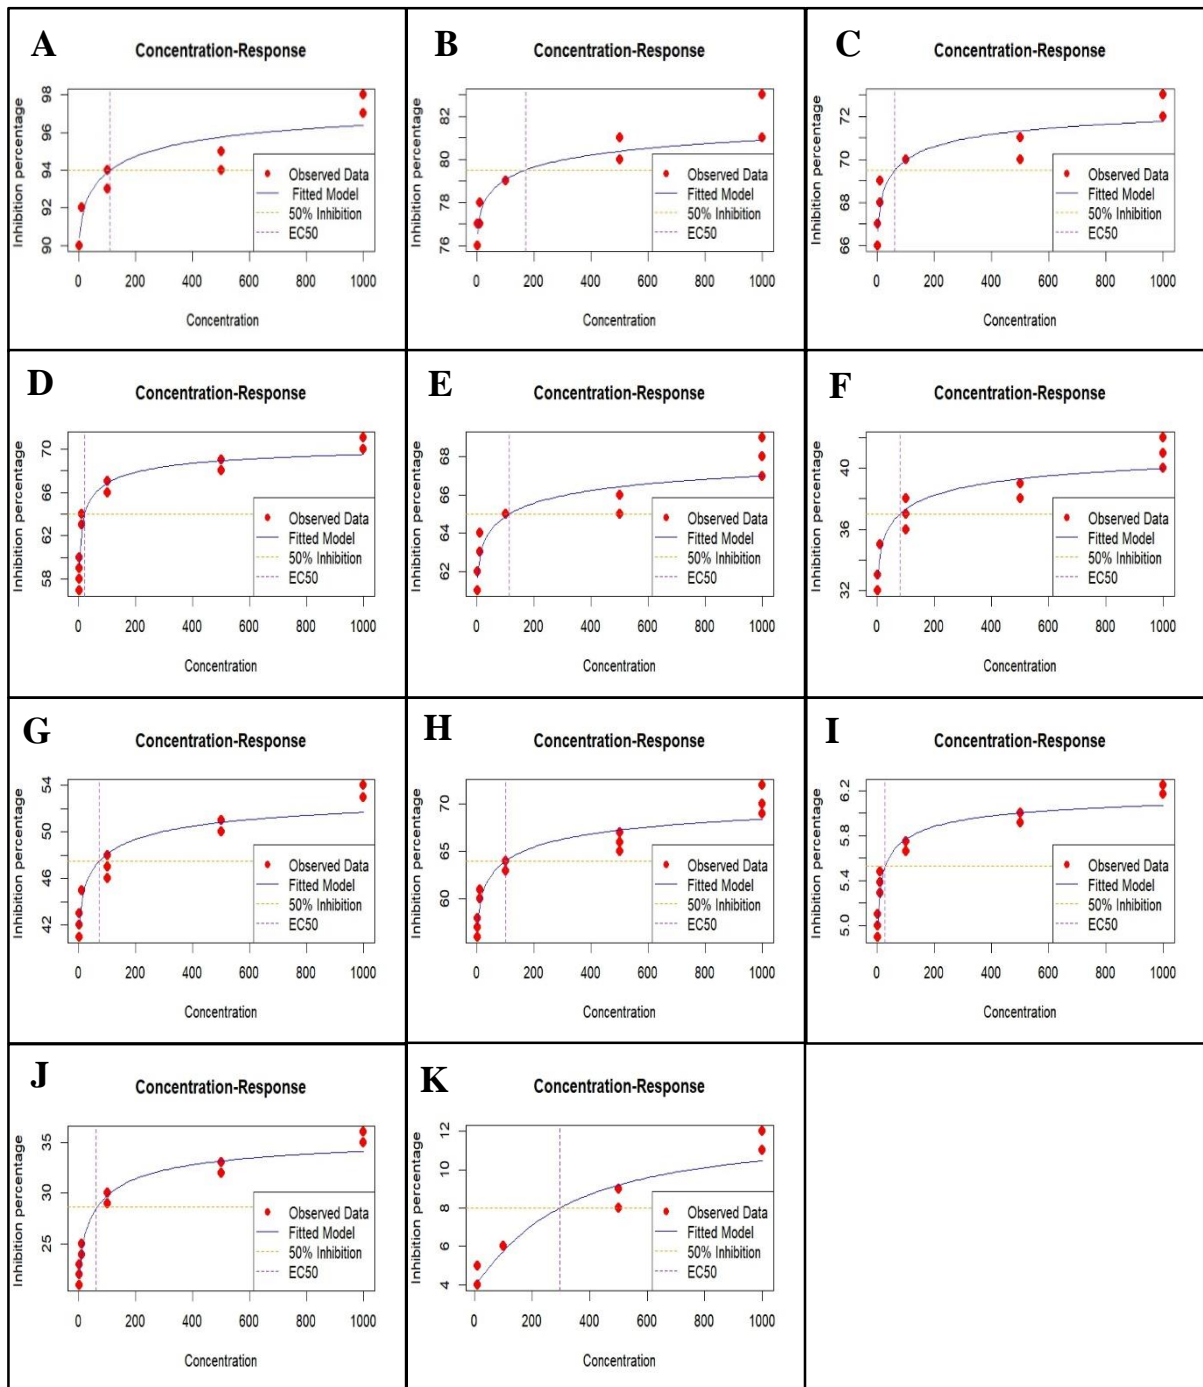 A
Concentration-Response
Inhibition percentage
98
96
94
92
90
Observed Data
Fitted Model
50% Inhibition
EC50
0 200 400 600 800 1000
Concentration
B
Concentration-Response
Inhibition percentage
82
80
78
76
Observed Data
Fitted Model
50% Inhibition
EC50
0 200 400 600 800 1000
Concentration
C
Concentration-Response
Inhibition percentage
72
70
68
66
Observed Data
Fitted Model
50% Inhibition
EC50
0 200 400 600 800 1000
Concentration
D
Concentration-Response
Inhibition percentage
70
66
62
58
Observed Data
Fitted Model
50% Inhibition
EC50
0 200 400 600 800 1000
Concentration
E
Concentration-Response
Inhibition percentage
68
66
64
62
Observed Data
Fitted Model
50% Inhibition
EC50
0 200 400 600 800 1000
Concentration
F
Concentration-Response
Inhibition percentage
40
36
32
Observed Data
Fitted Model
50% Inhibition
EC50
0 200 400 600 800 1000
Concentration
G
Concentration-Response
Inhibition percentage
54
50
46
42
Observed Data
Fitted Model
50% Inhibition
EC50
0 200 400 600 800 1000
Concentration
H
Concentration-Response
Inhibition percentage
70
65
60
Observed Data
Fitted Model
50% Inhibition
EC50
0 200 400 600 800 1000
Concentration
I
Concentration-Response
Inhibition percentage
6.2
5.8
5.4
5.0
Observed Data
Fitted Model
50% Inhibition
EC50
0 200 400 600 800 1000
Concentration
J
Concentration-Response
Inhibition percentage
35
30
25
Observed Data
Fitted Model
50% Inhibition
EC50
0 200 400 600 800 1000
Concentration
K
Concentration-Response
Inhibition percentage
12
10
8
6
4
Observed Data
Fitted Model
50% Inhibition
EC50
0 200 400 600 800 1000
Concentration